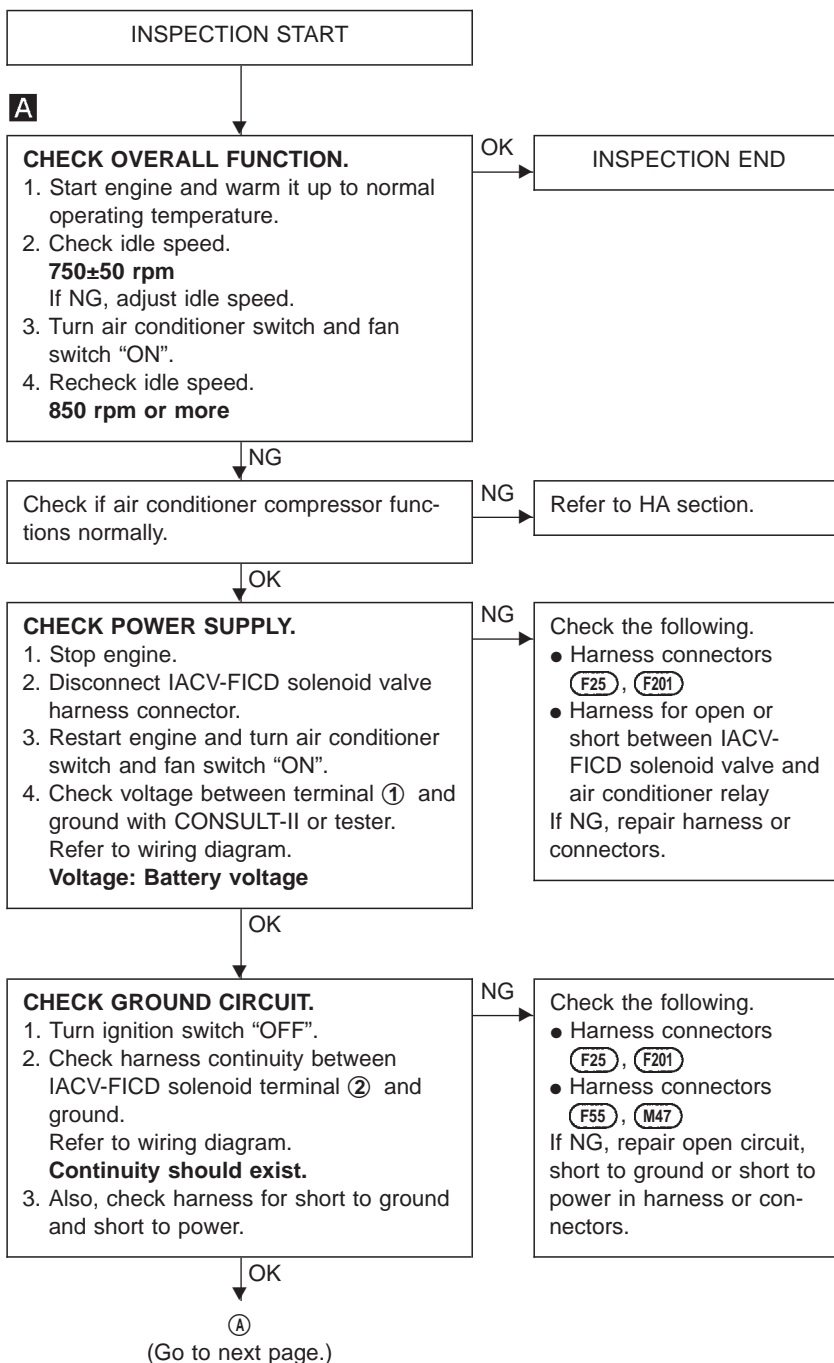 INSPECTION START
A
CHECK OVERALL FUNCTION.
1. Start engine and warm it up to normal
operating temperature.
2. Check idle speed.
750±50 rpm
If NG, adjust idle speed.
3. Turn air conditioner switch and fan
switch “ON”.
4. Recheck idle speed.
850 rpm or more
OK
INSPECTION END
NG
Check if air conditioner compressor func-
tions normally.
NG
Refer to HA section.
OK
CHECK POWER SUPPLY.
1. Stop engine.
2. Disconnect IACV-FICD solenoid valve
harness connector.
3. Restart engine and turn air conditioner
switch and fan switch “ON”.
4. Check voltage between terminal ① and
ground with CONSULT-II or tester.
Refer to wiring diagram.
Voltage: Battery voltage
NG
Check the following.
● Harness connectors
F25, F201
● Harness for open or
short between IACV-
FICD solenoid valve and
air conditioner relay
If NG, repair harness or
connectors.
OK
CHECK GROUND CIRCUIT.
1. Turn ignition switch “OFF”.
2. Check harness continuity between
IACV-FICD solenoid terminal ② and
ground.
Refer to wiring diagram.
Continuity should exist.
3. Also, check harness for short to ground
and short to power.
NG
Check the following.
● Harness connectors
F25, F201
● Harness connectors
F55, M47
If NG, repair open circuit,
short to ground or short to
power in harness or con-
nectors.
OK
Ⓐ
(Go to next page.)